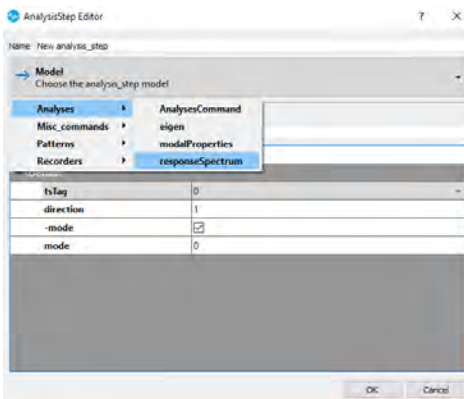 AnalysisStep Editor ? X
Name New analysis_step
Model
Choose the analysis_step model
Analyses AnalysesCommand
Misc_commands eigen
Patterns modalProperties
Recorders responseSpectrum
tsTag 0
direction 1
-mode
mode 0
OK Cancel